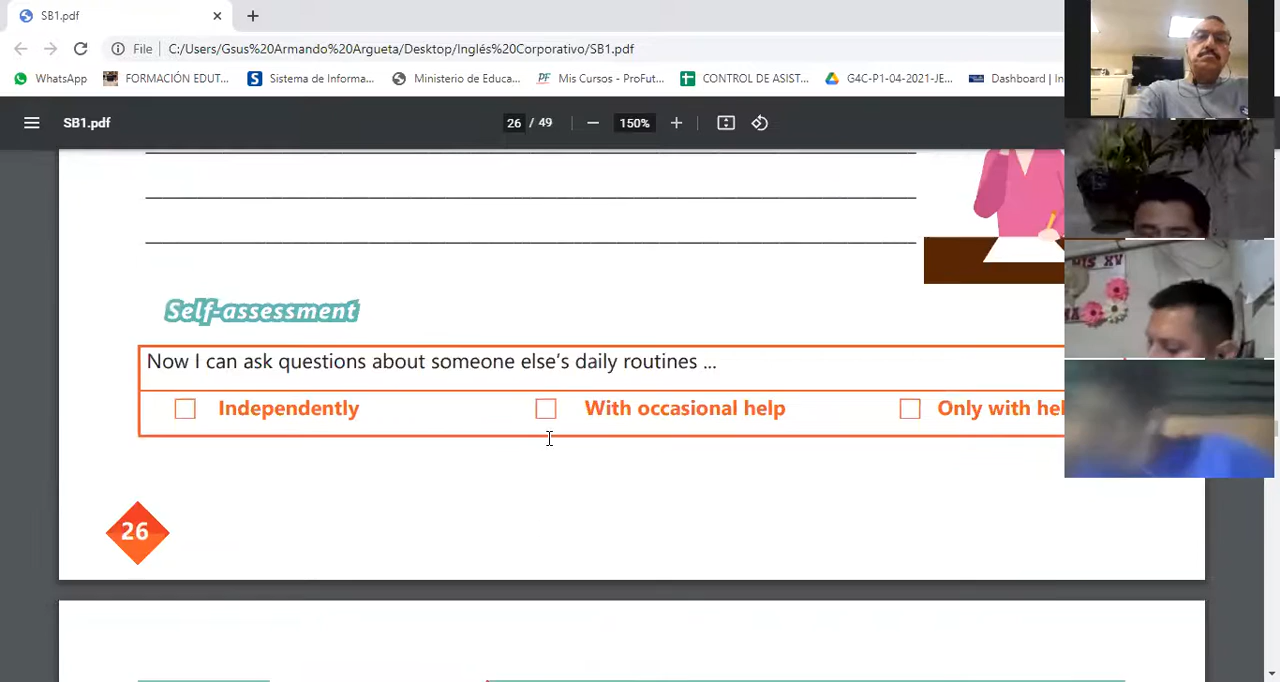 SB1.pdf
File C:/Users/Gsus%20Armando%20Argueta/Desktop/Inglés%20Corporativo/SB1.pdf
WhatsApp FORMACIÓN EDUT... Sistema de Informa... Ministerio de Educa... Mis Cursos - ProFut... CONTROL DE ASIST... G4C-P1-04-2021-JE... Dashboard | In
SB1.pdf 26 / 49 150%
Self-assessment
Now I can ask questions about someone else's daily routines ...
Independently With occasional help Only with hel
26
MIS XV